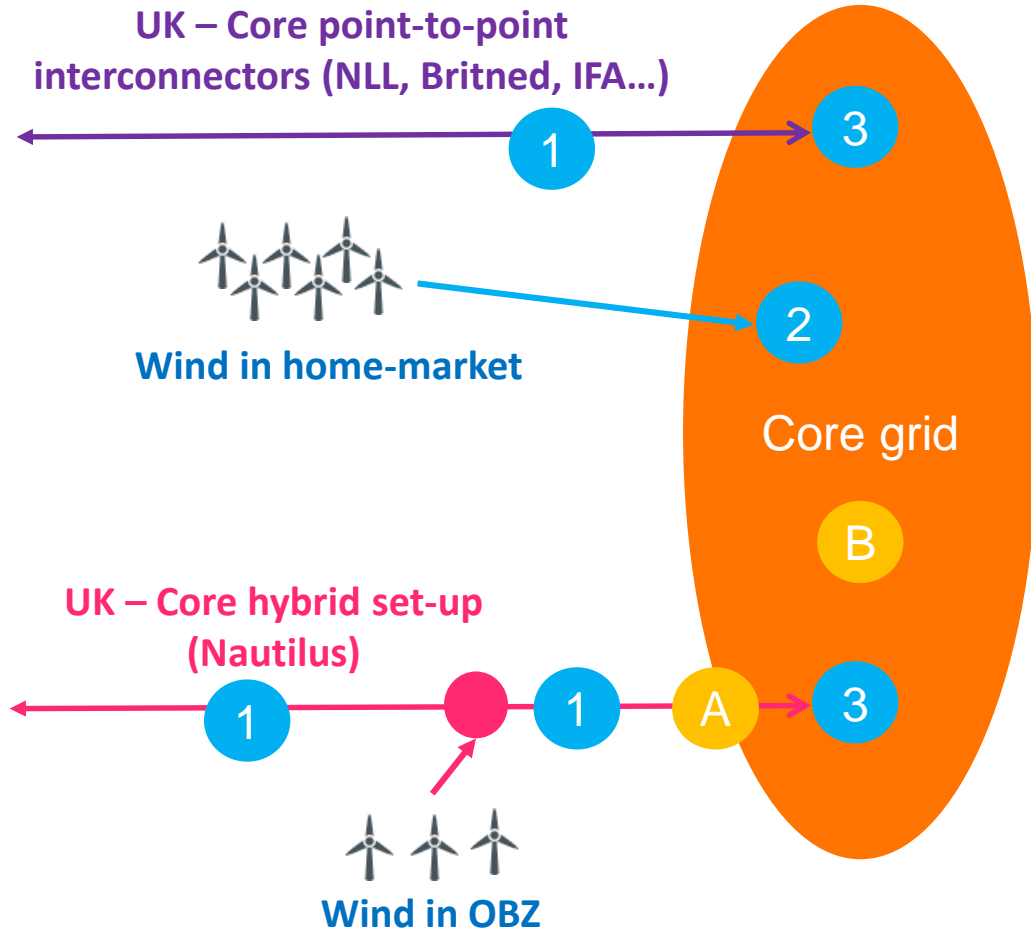 UK – Core point-to-point
interconnectors (NLL, Britned, IFA...)
1
3
2
Wind in home-market
Core grid
B
UK – Core hybrid set-up
(Nautilus)
1
1
A
3
Wind in OBZ